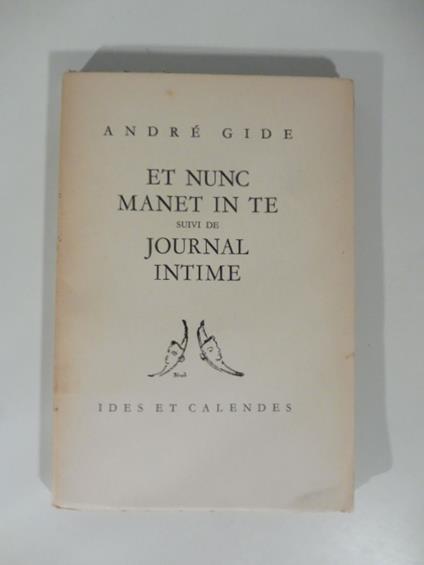 ANDRÉ GIDE
ET NUNC
MANET IN TE
SUIVI DE
JOURNAL
INTIME
IDES ET CALENDES